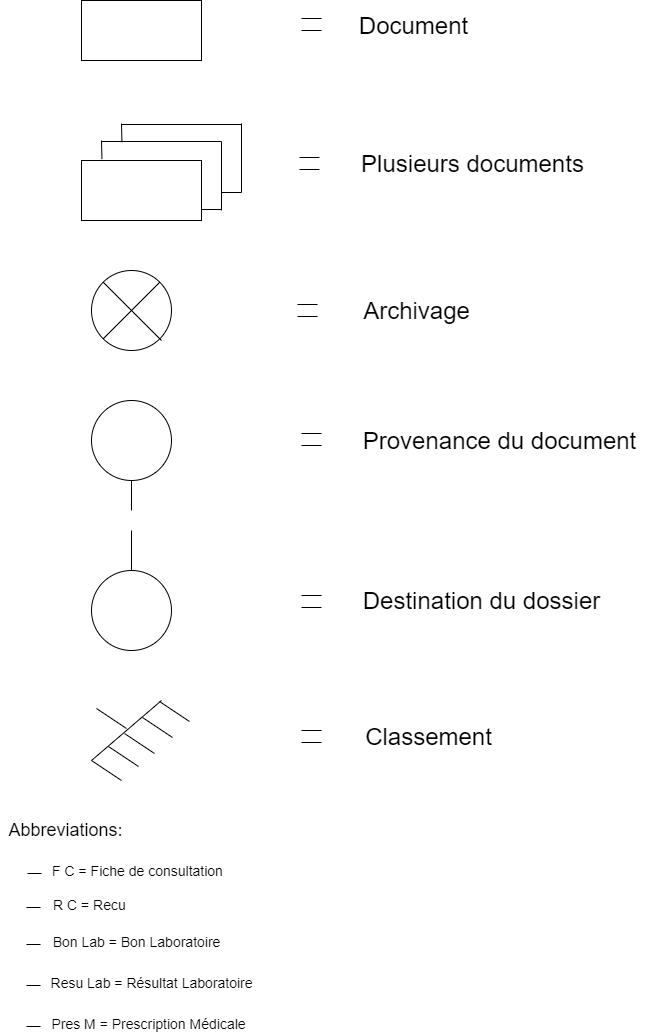 Document
Plusieurs documents
Archivage
Provenance du document
Destination du dossier
Classement
Abbreviations:
— F C = Fiche de consultation
— R C = Recu
— Bon Lab = Bon Laboratoire
— Resu Lab = Résultat Laboratoire
— Pres M = Prescription Médicale